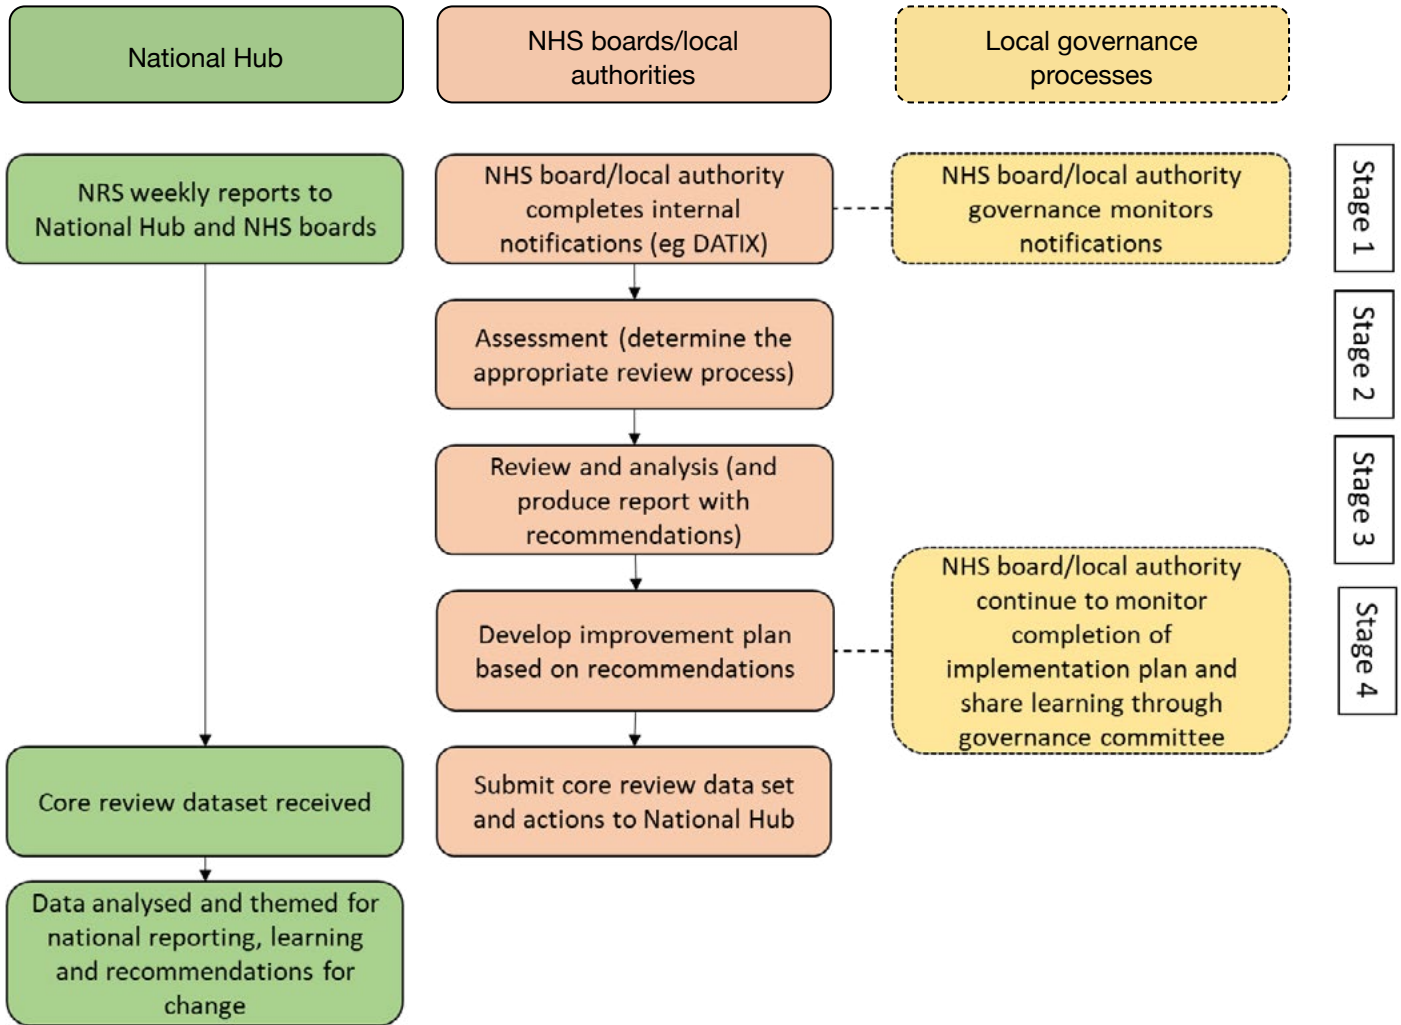 National Hub
NHS boards/local
authorities
Local governance
processes
NRS weekly reports to
National Hub and NHS boards
NHS board/local authority
completes internal
notifications (eg DATIX)
NHS board/local authority
governance monitors
notifications
Stage 1
Assessment (determine the
appropriate review process)
Stage 2
Review and analysis (and
produce report with
recommendations)
Stage 3
Develop improvement plan
based on recommendations
NHS board/local authority
continue to monitor
completion of
implementation plan and
share learning through
governance committee
Stage 4
Core review dataset received
Submit core review data set
and actions to National Hub
Data analysed and themed for
national reporting, learning
and recommendations for
change